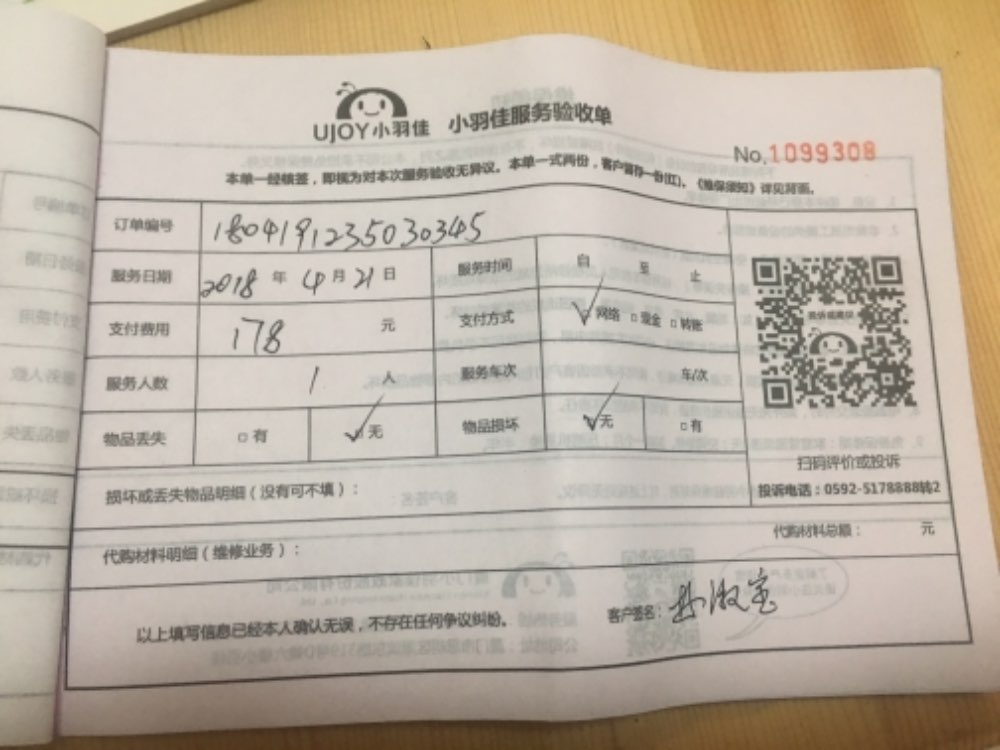 UJOY小羽佳 小羽佳服务验收单
No.1099308
本单一经核签，即视为对本次服务验收无异议。本单一式两份，客户留存一份(红)。《维保须知》详见背面。
订单编号 1804191235030345
服务日期 2018 年 4 月 21 日 服务时间 自 至 止
支付费用 178 元 支付方式 ☑网络 □现金 □转账
服务人数 1 人 服务车次 车/次
物品丢失 □有 ☑无 物品损坏 ☑无 □有
扫码评价或投诉
损坏或丢失物品明细（没有可不填）：
投诉电话：0592-5178888转2
代购材料明细（维修业务）：
代购材料总额： 元
以上填写信息已经本人确认无误，不存在任何争议纠纷。
客户签名：